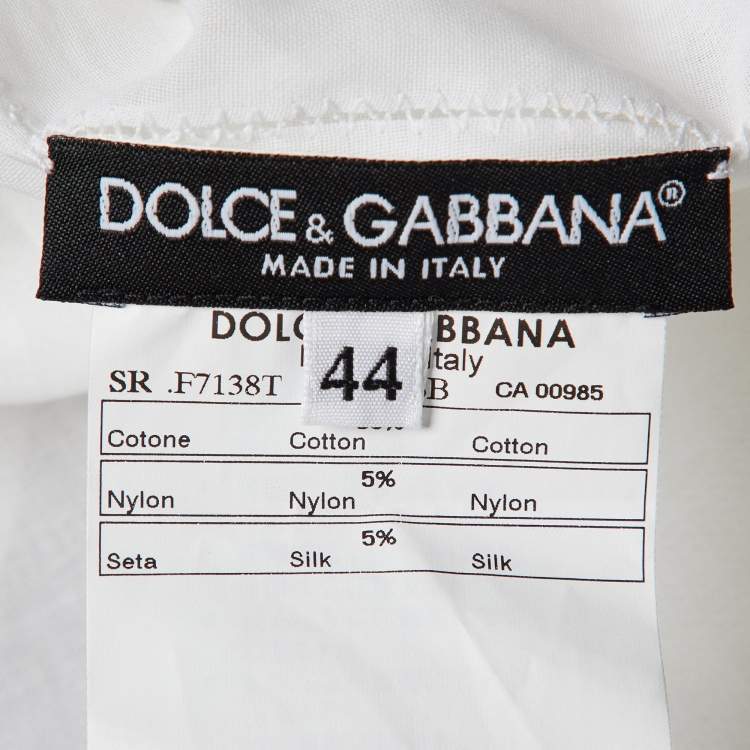 DOLCE & GABBANA®
MADE IN ITALY
44
SR .F7138T CA 00985
Cotone Cotton Cotton
5%
Nylon Nylon Nylon
5%
Seta Silk Silk